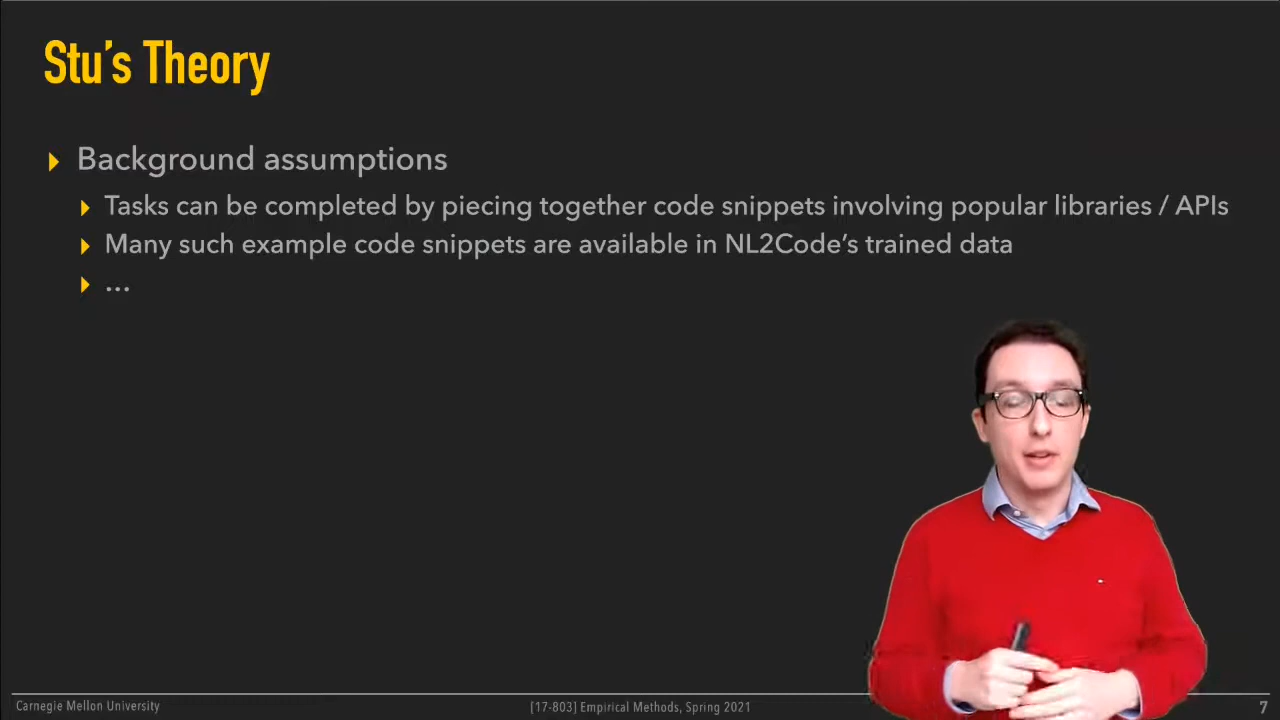 Stu's Theory
Background assumptions
Tasks can be completed by piecing together code snippets involving popular libraries / APIs
Many such example code snippets are available in NL2Code's trained data
...
Carnegie Mellon University
[17-803] Empirical Methods, Spring 2021
7